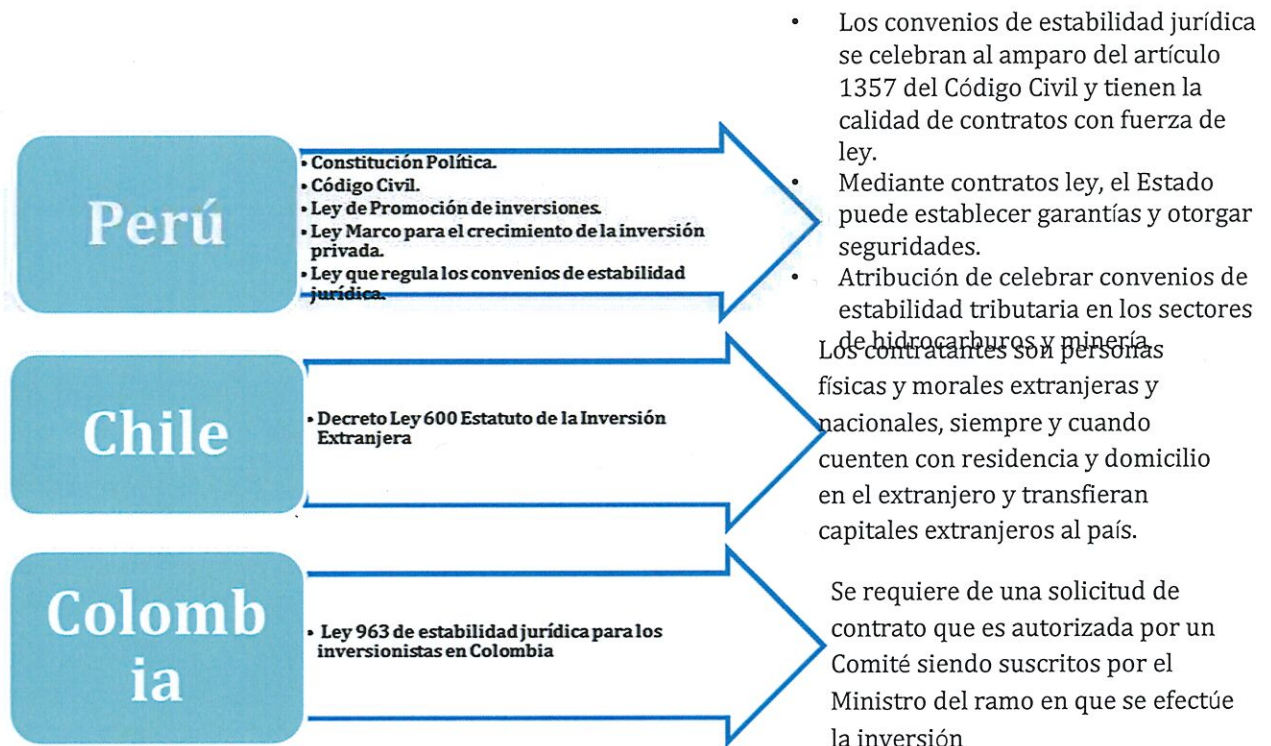 Perú
• Constitución Política.
• Código Civil.
• Ley de Promoción de inversiones.
• Ley Marco para el crecimiento de la inversión
privada.
• Ley que regula los convenios de estabilidad
jurídica.
• Los convenios de estabilidad jurídica
se celebran al amparo del artículo
1357 del Código Civil y tienen la
calidad de contratos con fuerza de
ley.
• Mediante contratos ley, el Estado
puede establecer garantías y otorgar
seguridades.
• Atribución de celebrar convenios de
estabilidad tributaria en los sectores
de hidrocarburos y minería.
Chile
• Decreto Ley 600 Estatuto de la Inversión
Extranjera
Los contratantes son personas
físicas y morales extranjeras y
nacionales, siempre y cuando
cuenten con residencia y domicilio
en el extranjero y transfieran
capitales extranjeros al país.
Colomb
ia
• Ley 963 de estabilidad jurídica para los
inversionistas en Colombia
Se requiere de una solicitud de
contrato que es autorizada por un
Comité siendo suscritos por el
Ministro del ramo en que se efectúe
la inversión